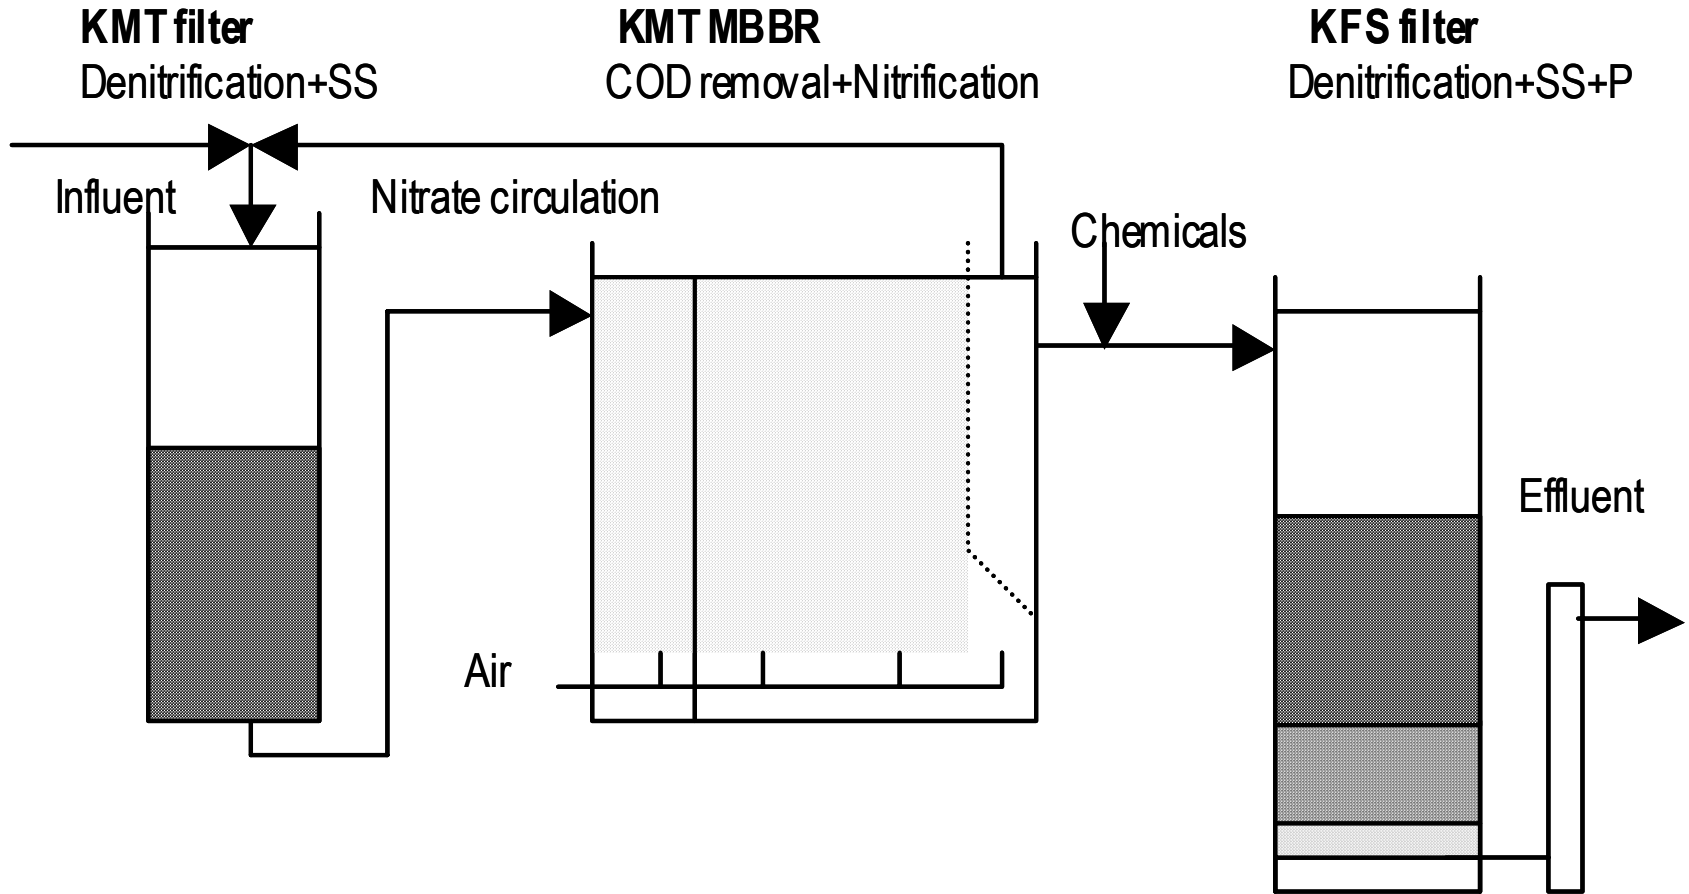 KMT filter
Denitrification+SS
KMT MBBR
COD removal+Nitrification
KFS filter
Denitrification+SS+P
Influent
Nitrate circulation
Chemicals
Effluent
Air